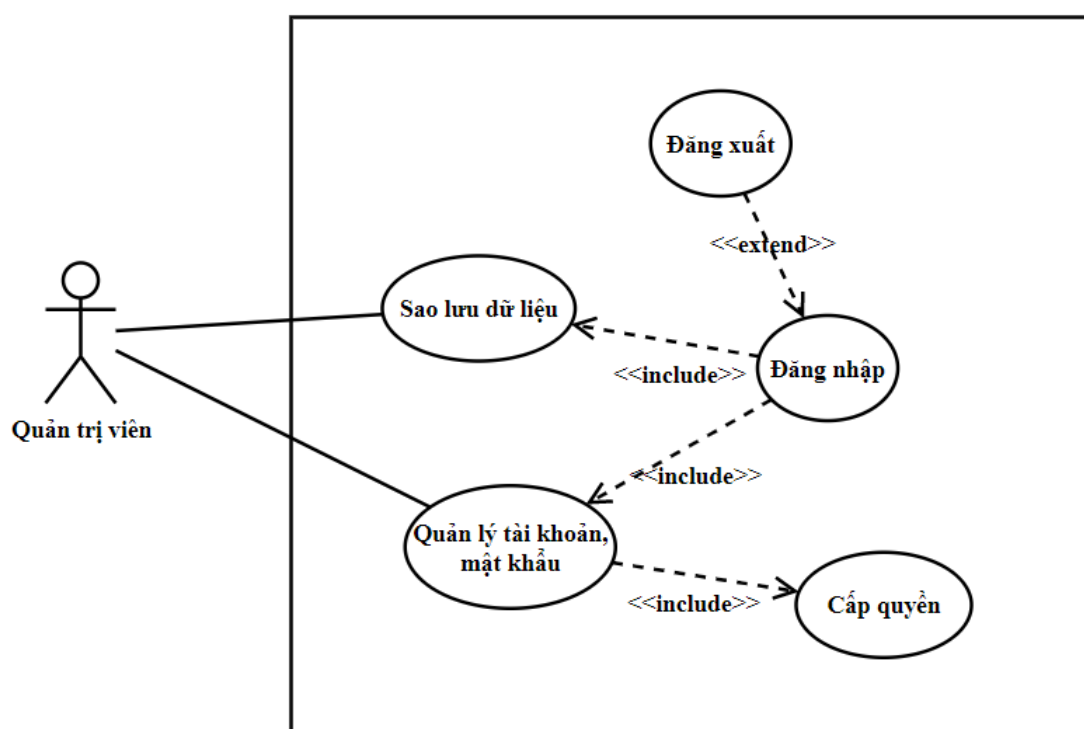 Đăng xuất
<<extend>>
Sao lưu dữ liệu
Đăng nhập
<<include>>
Quản trị viên
<<include>>
Quản lý tài khoản,
mật khẩu
<<include>>
Cấp quyền